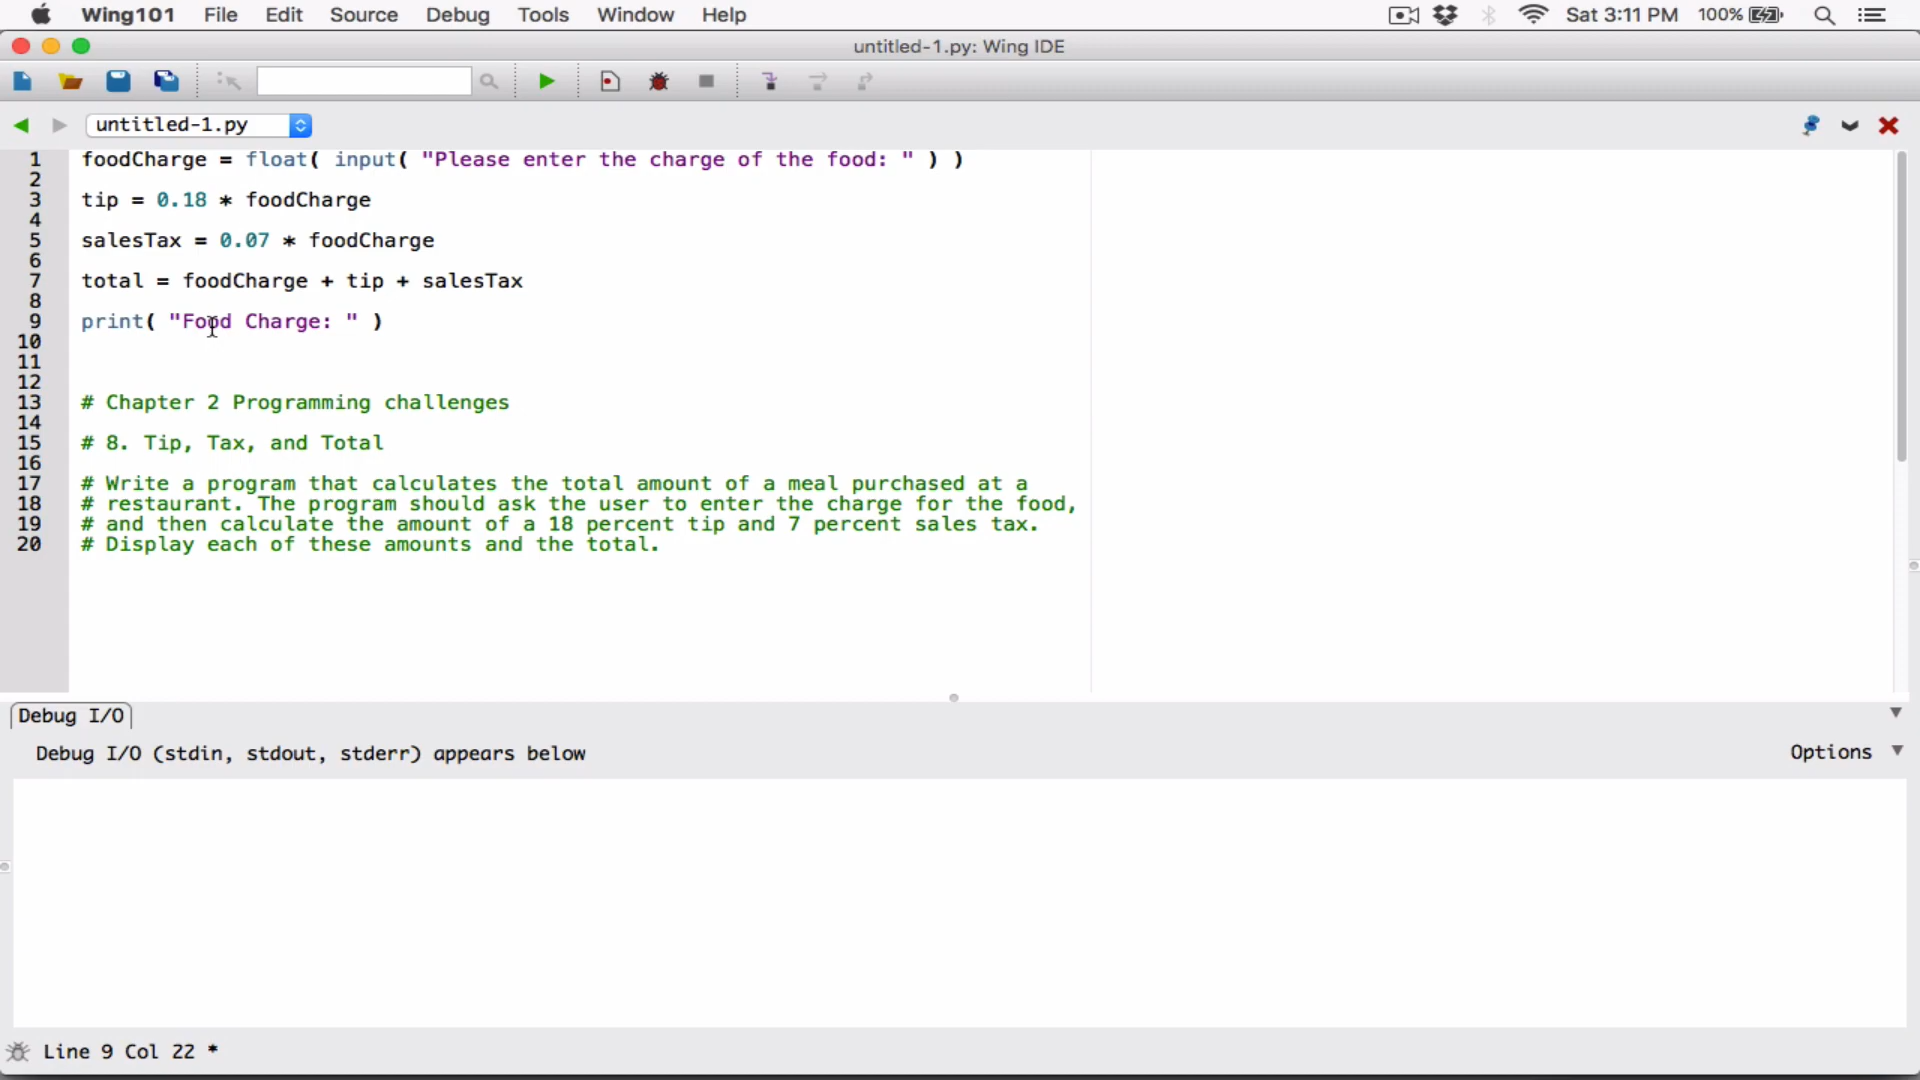 Wing101 File Edit Source Debug Tools Window Help Sat 3:11 PM 100%
untitled-1.py: Wing IDE
untitled-1.py
1 foodCharge = float( input( "Please enter the charge of the food: " ) )
2
3 tip = 0.18 * foodCharge
4
5 salesTax = 0.07 * foodCharge
6
7 total = foodCharge + tip + salesTax
8
9 print( "Food Charge: " )
10
11
12
13 # Chapter 2 Programming challenges
14
15 # 8. Tip, Tax, and Total
16
17 # Write a program that calculates the total amount of a meal purchased at a
18 # restaurant. The program should ask the user to enter the charge for the food,
19 # and then calculate the amount of a 18 percent tip and 7 percent sales tax.
20 # Display each of these amounts and the total.
Debug I/O
Debug I/O (stdin, stdout, stderr) appears below Options
Line 9 Col 22 *